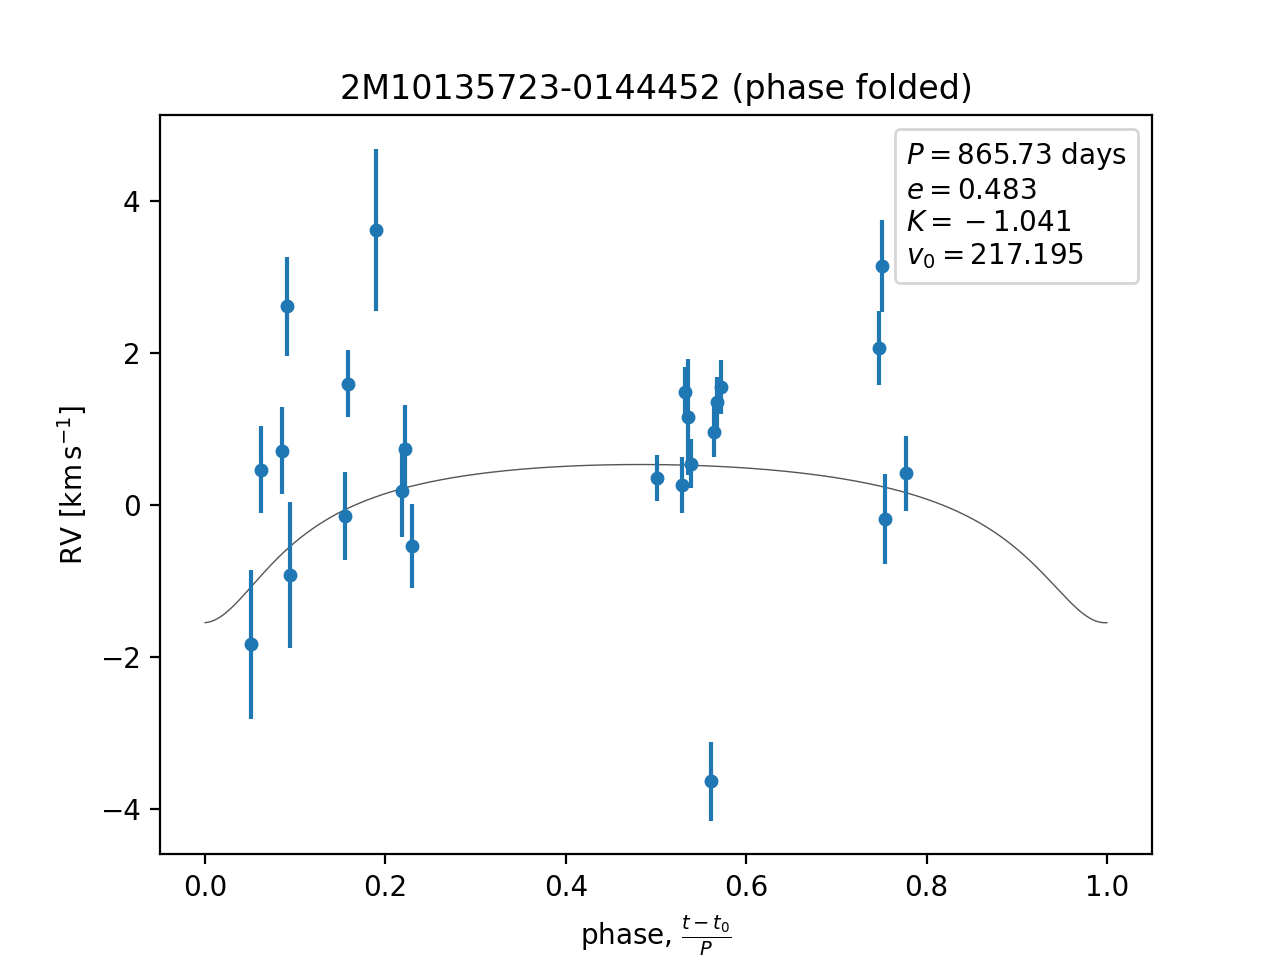 2M10135723-0144452 (phase folded)
P = 865.73 days
e = 0.483
K = −1.041
v₀ = 217.195
RV [km s⁻¹]
4
2
0
−2
−4
0.0 0.2 0.4 0.6 0.8 1.0
phase, (t − t₀)/P